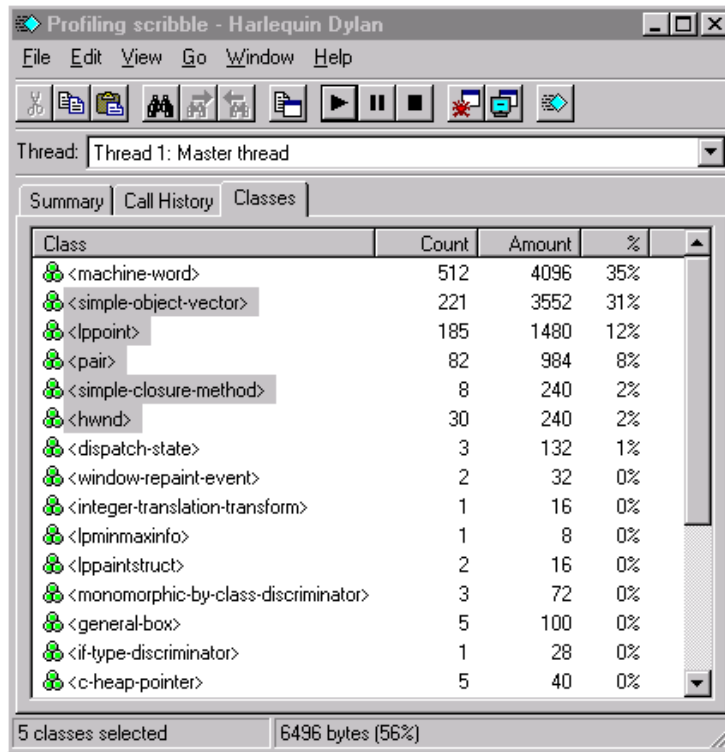 Profiling scribble - Harlequin Dylan
File Edit View Go Window Help
Thread: Thread 1: Master thread
Summary Call History Classes
Class Count Amount %
<machine-word> 512 4096 35%
<simple-object-vector> 221 3552 31%
<lppoint> 185 1480 12%
<pair> 82 984 8%
<simple-closure-method> 8 240 2%
<hwnd> 30 240 2%
<dispatch-state> 3 132 1%
<window-repaint-event> 2 32 0%
<integer-translation-transform> 1 16 0%
<lpminmaxinfo> 1 8 0%
<lppaintstruct> 2 16 0%
<monomorphic-by-class-discriminator> 3 72 0%
<general-box> 5 100 0%
<if-type-discriminator> 1 28 0%
<c-heap-pointer> 5 40 0%
5 classes selected 6496 bytes (56%)